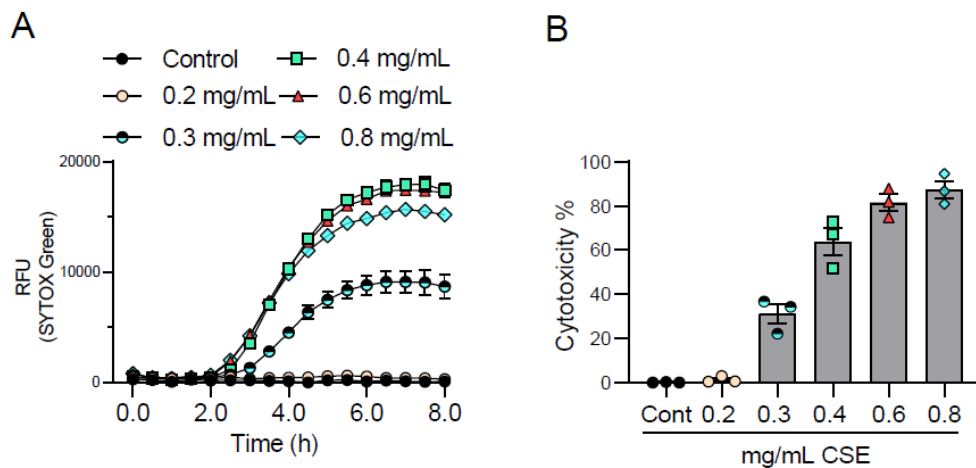 A
Control
0.4 mg/mL
0.2 mg/mL
0.6 mg/mL
0.3 mg/mL
0.8 mg/mL
RFU
(SYTOX Green)
20000
10000
0
0.0
2.0
4.0
6.0
8.0
Time (h)
B
Cytotoxicity %
100
80
60
40
20
0
Cont
0.2
0.3
0.4
0.6
0.8
mg/mL CSE